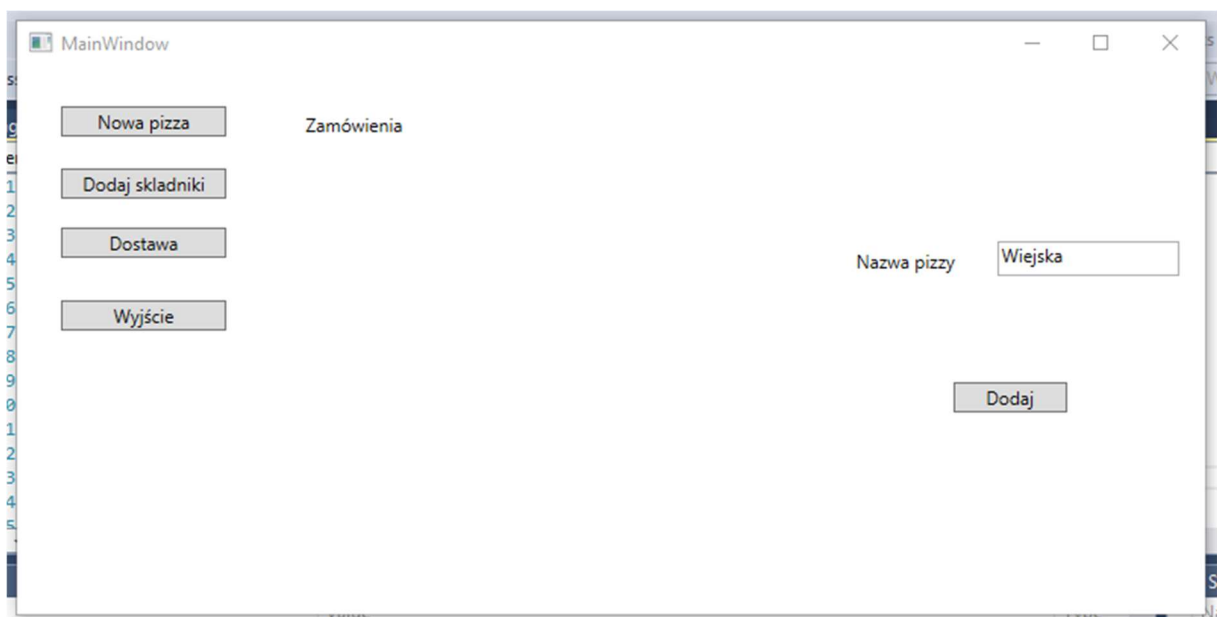 MainWindow
Nowa pizza
Zamówienia
Dodaj skladniki
Dostawa
Nazwa pizzy
Wiejska
Wyjście
Dodaj